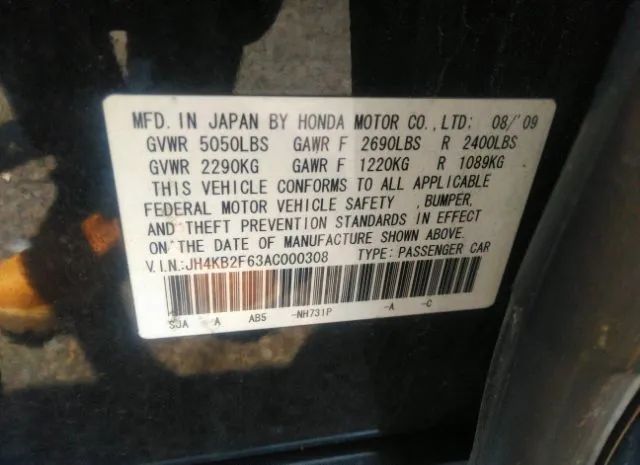 MFD. IN JAPAN BY HONDA MOTOR CO.,LTD: 08/'09
GVWR 5050LBS GAWR F 2690LBS R 2400LBS
GVWR 2290KG GAWR F 1220KG R 1089KG
THIS VEHICLE CONFORMS TO ALL APPLICABLE
FEDERAL MOTOR VEHICLE SAFETY ,BUMPER,
AND THEFT PREVENTION STANDARDS IN EFFECT
ON THE DATE OF MANUFACTURE SHOWN ABOVE.
V.I.N:JH4KB2F63AC000308 TYPE: PASSENGER CAR
SJA A AB5 -NH731P -A -C